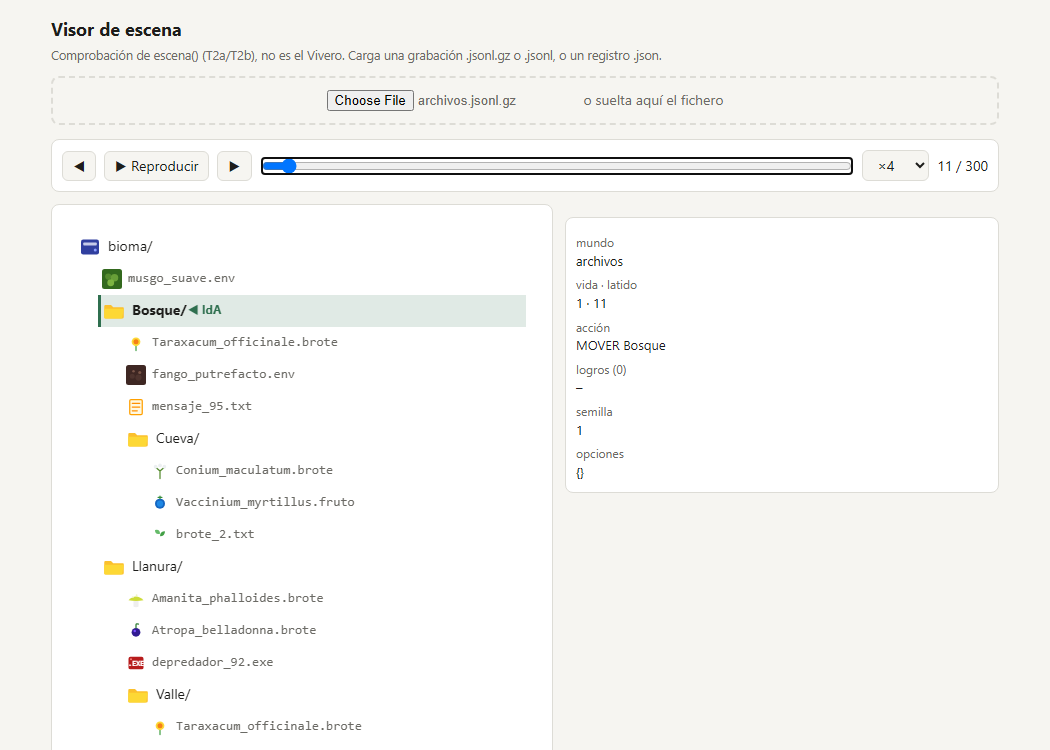 Visor de escena
Comprobación de escena() (T2a/T2b), no es el Vivero. Carga una grabación .jsonl.gz o .jsonl, o un registro .json.
Choose File archivos.jsonl.gz o suelta aquí el fichero
◀ ▶ Reproducir ▶ ×4 11 / 300
bioma/
musgo_suave.env
Bosque/ ◀ IdA
Taraxacum_officinale.brote
fango_putrefacto.env
mensaje_95.txt
Cueva/
Conium_maculatum.brote
Vaccinium_myrtillus.fruto
brote_2.txt
Llanura/
Amanita_phalloides.brote
Atropa_belladonna.brote
.EXE depredador_92.exe
Valle/
Taraxacum_officinale.brote
mundo
archivos
vida · latido
1 · 11
acción
MOVER Bosque
logros (0)
–
semilla
1
opciones
{}